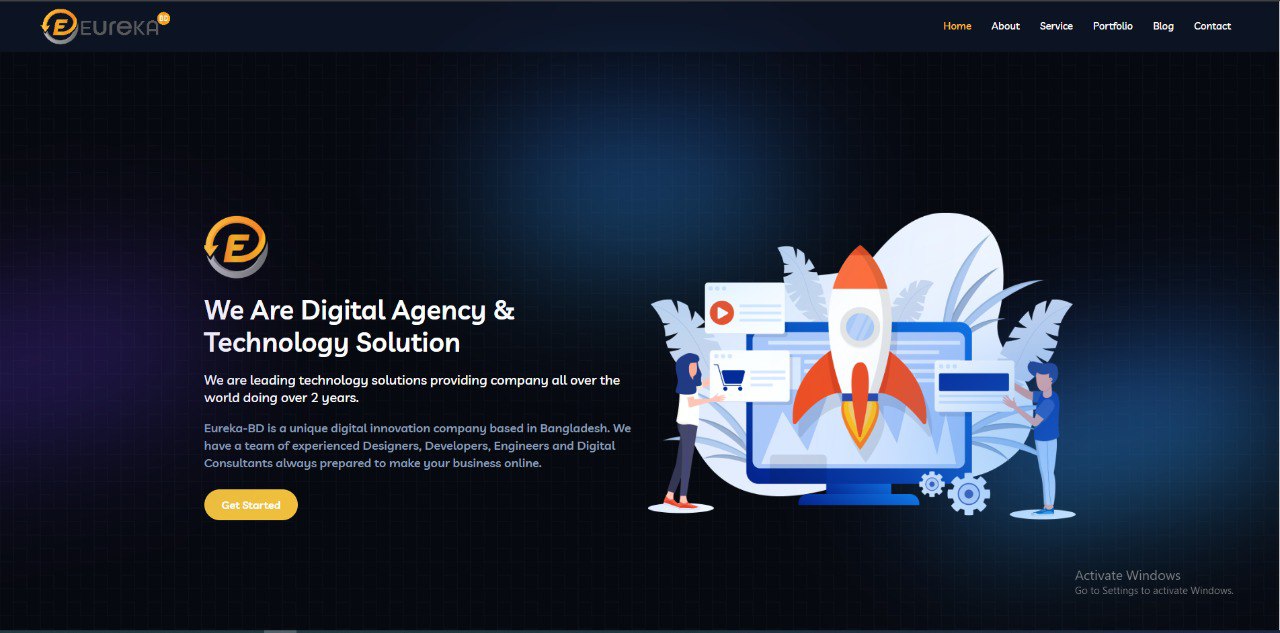 E EUREKA BD
Home About Service Portfolio Blog Contact
E
We Are Digital Agency &
Technology Solution
We are leading technology solutions providing company all over the
world doing over 2 years.
Eureka-BD is a unique digital innovation company based in Bangladesh. We
have a team of experienced Designers, Developers, Engineers and Digital
Consultants always prepared to make your business online.
Get Started
Activate Windows
Go to Settings to activate Windows.